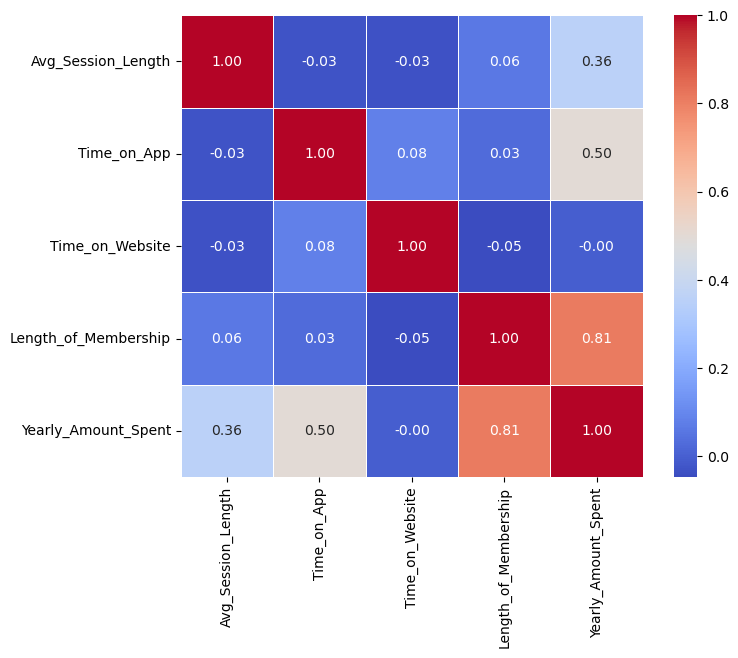 Avg_Session_Length 1.00 -0.03 -0.03 0.06 0.36
Time_on_App -0.03 1.00 0.08 0.03 0.50
Time_on_Website -0.03 0.08 1.00 -0.05 -0.00
Length_of_Membership 0.06 0.03 -0.05 1.00 0.81
Yearly_Amount_Spent 0.36 0.50 -0.00 0.81 1.00
Avg_Session_Length
Time_on_App
Time_on_Website
Length_of_Membership
Yearly_Amount_Spent
1.0
0.8
0.6
0.4
0.2
0.0